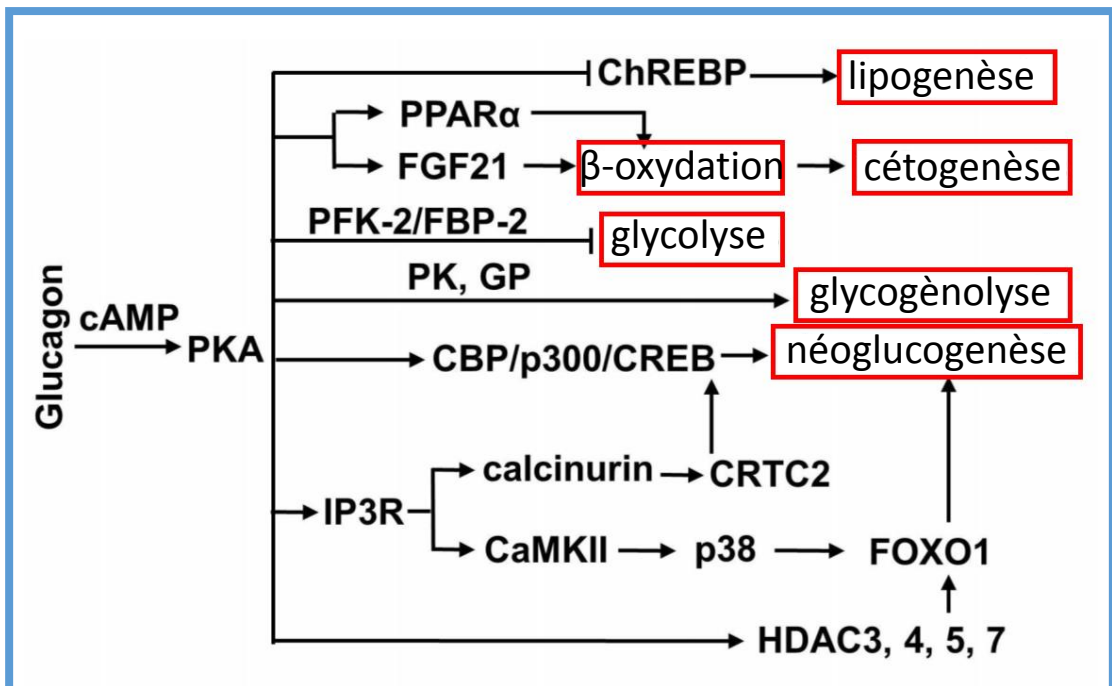 ChREBP lipogenèse
PPARα
FGF21 β-oxydation cétogenèse
PFK-2/FBP-2 glycolyse
PK, GP glycogènolyse
Glucagon cAMP PKA CBP/p300/CREB néoglucogenèse
calcinurin CRTC2
IP3R
CaMKII p38 FOXO1
HDAC3, 4, 5, 7